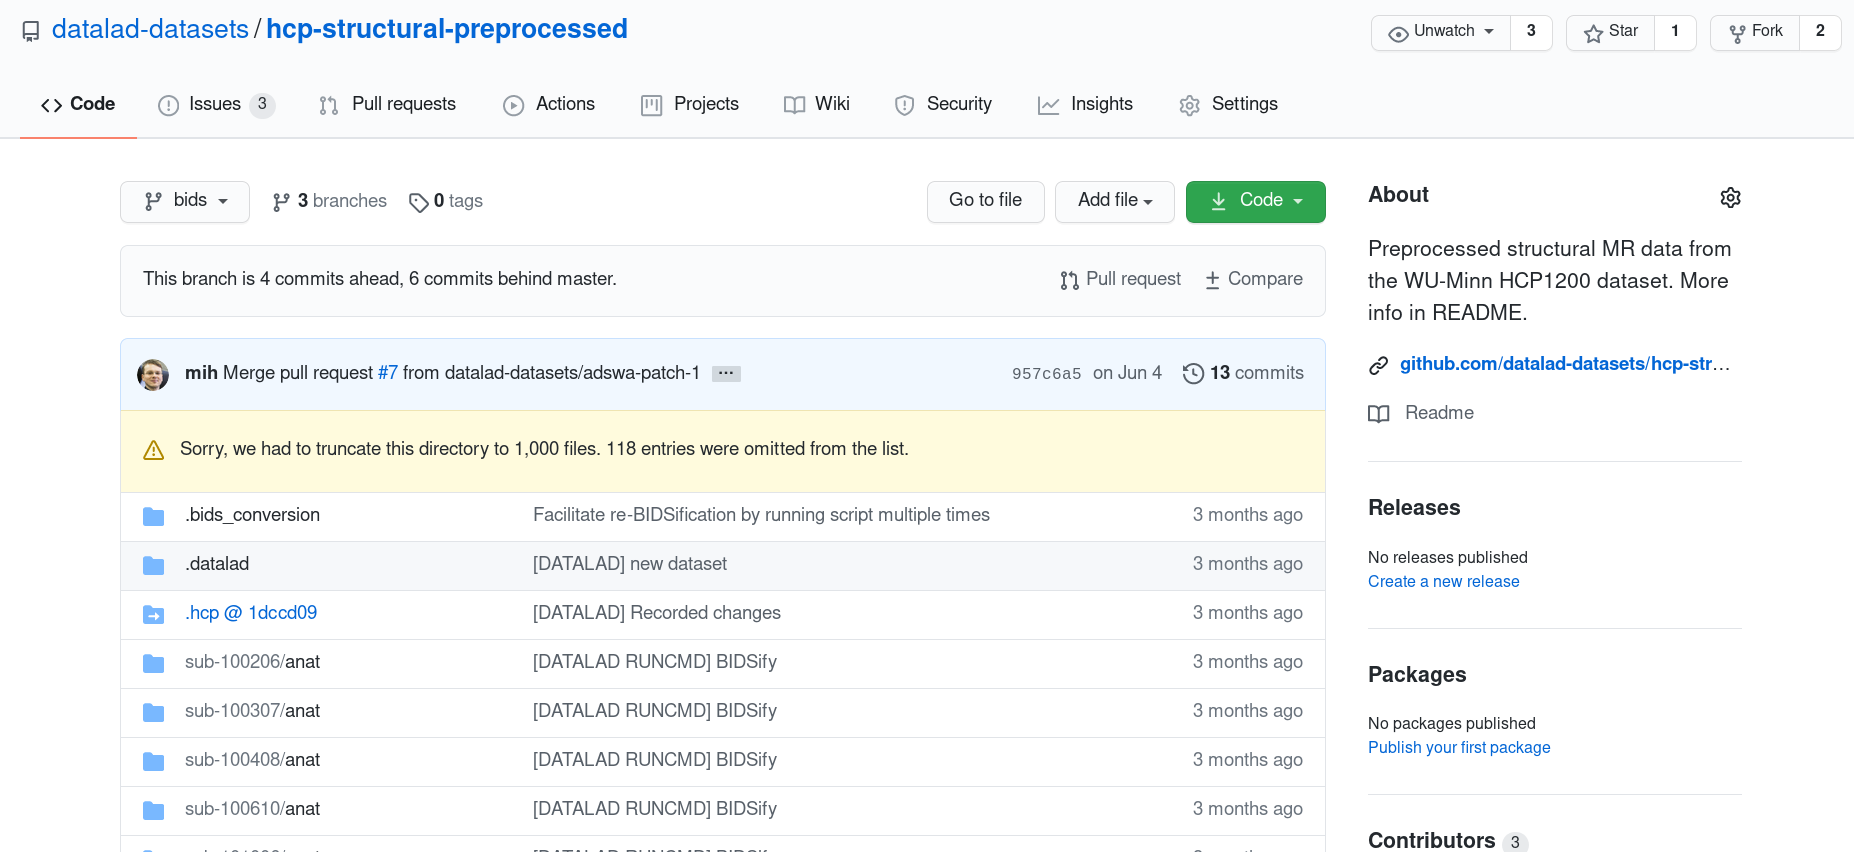 datalad-datasets / hcp-structural-preprocessed
Unwatch 3 Star 1 Fork 2
Code Issues 3 Pull requests Actions Projects Wiki Security Insights Settings
bids 3 branches 0 tags Go to file Add file Code
This branch is 4 commits ahead, 6 commits behind master. Pull request Compare
mih Merge pull request #7 from datalad-datasets/adswa-patch-1 ··· 957c6a5 on Jun 4 13 commits
Sorry, we had to truncate this directory to 1,000 files. 118 entries were omitted from the list.
.bids_conversion Facilitate re-BIDSification by running script multiple times 3 months ago
.datalad [DATALAD] new dataset 3 months ago
.hcp @ 1dccd09 [DATALAD] Recorded changes 3 months ago
sub-100206/anat [DATALAD RUNCMD] BIDSify 3 months ago
sub-100307/anat [DATALAD RUNCMD] BIDSify 3 months ago
sub-100408/anat [DATALAD RUNCMD] BIDSify 3 months ago
sub-100610/anat [DATALAD RUNCMD] BIDSify 3 months ago
About
Preprocessed structural MR data from
the WU-Minn HCP1200 dataset. More
info in README.
github.com/datalad-datasets/hcp-str...
Readme
Releases
No releases published
Create a new release
Packages
No packages published
Publish your first package
Contributors 3